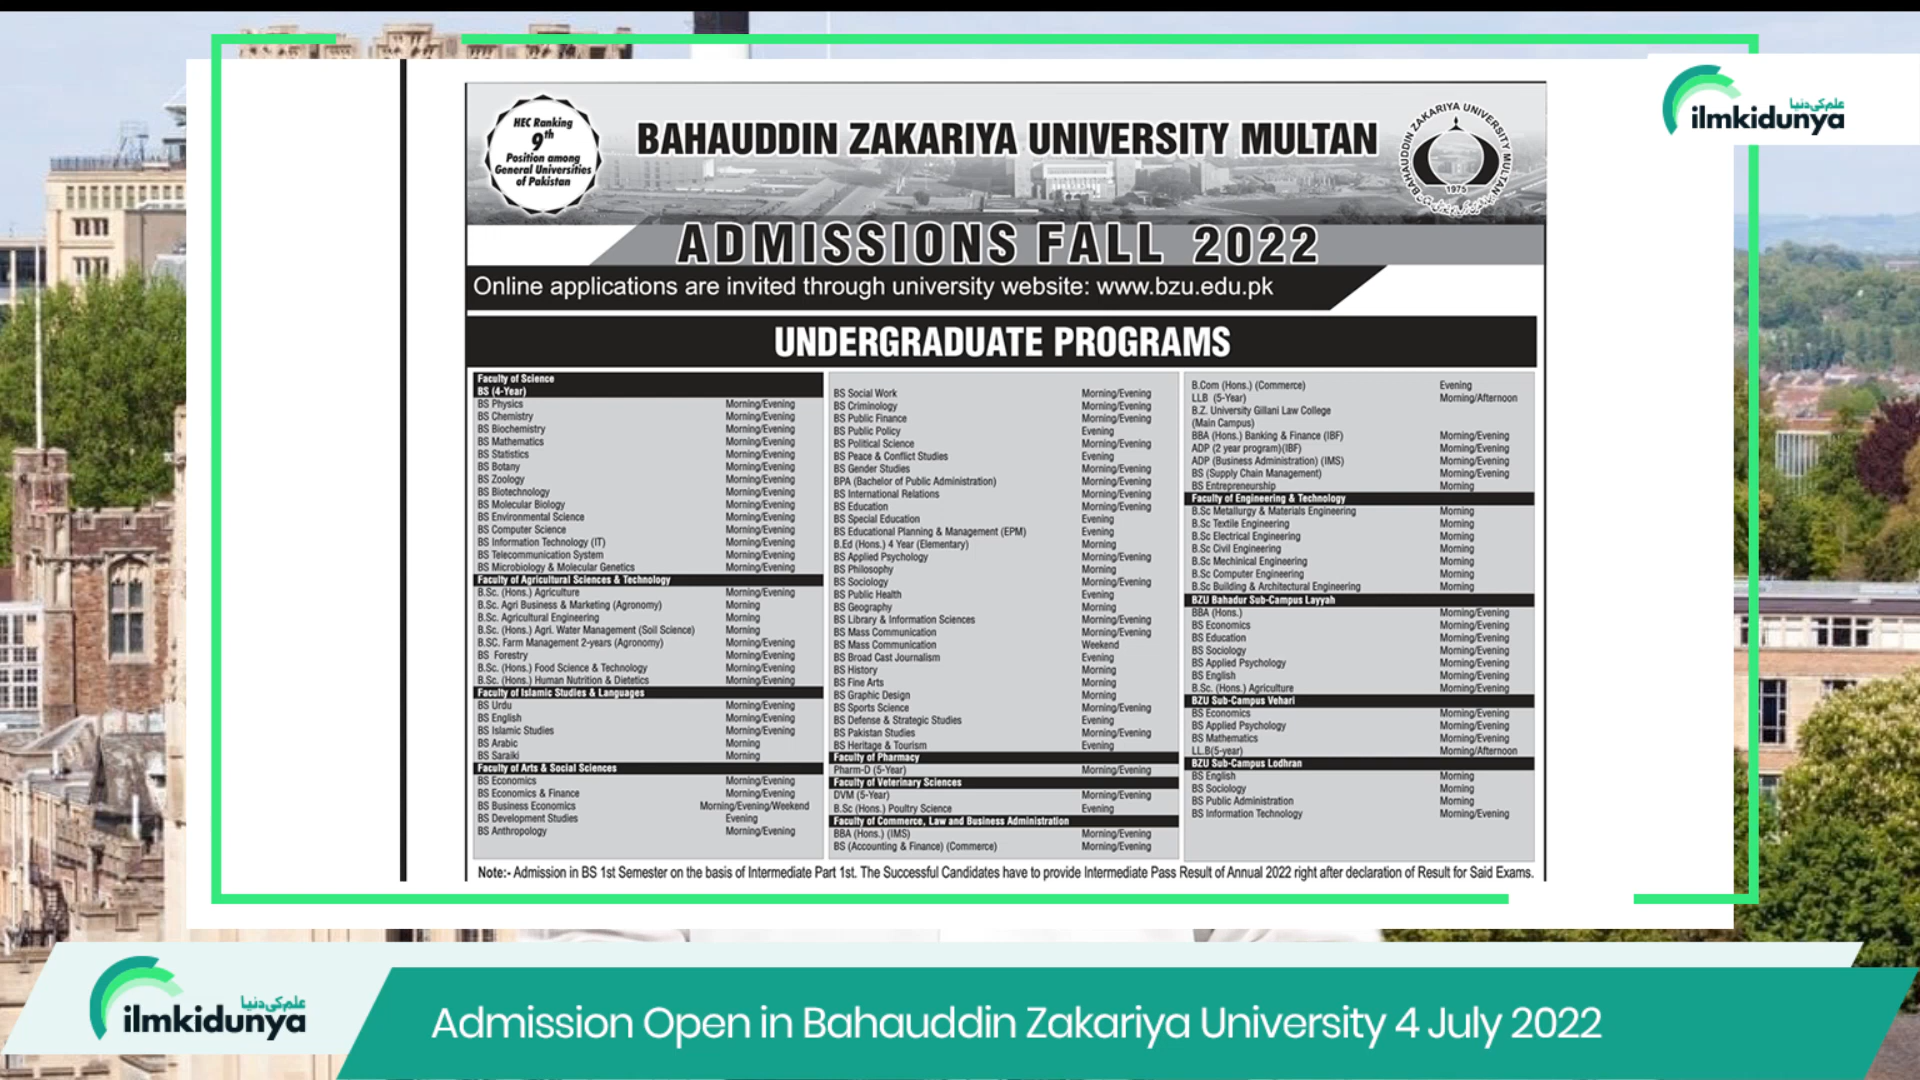 HEC Ranking
9th
Position among
General Universities
of Pakistan
BAHAUDDIN ZAKARIYA UNIVERSITY MULTAN
BAHAUDDIN ZAKARIYA UNIVERSITY MULTAN
1975
علم کی دنیا
ilmkidunya
ADMISSIONS FALL 2022
Online applications are invited through university website: www.bzu.edu.pk
UNDERGRADUATE PROGRAMS
Faculty of Science
BS (4-Year)
BS Physics Morning/Evening
BS Chemistry Morning/Evening
BS Biochemistry Morning/Evening
BS Mathematics Morning/Evening
BS Statistics Morning/Evening
BS Botany Morning/Evening
BS Zoology Morning/Evening
BS Biotechnology Morning/Evening
BS Molecular Biology Morning/Evening
BS Environmental Science Morning/Evening
BS Computer Science Morning/Evening
BS Information Technology (IT) Morning/Evening
BS Telecommunication System Morning/Evening
BS Microbiology & Molecular Genetics Morning/Evening
Faculty of Agricultural Sciences & Technology
B.Sc. (Hons.) Agriculture Morning/Evening
B.Sc. Agri Business & Marketing (Agronomy) Morning
B.Sc. Agricultural Engineering Morning
B.Sc. (Hons.) Agri. Water Management (Soil Science) Morning
B.SC. Farm Management 2-years (Agronomy) Morning/Evening
BS Forestry Morning/Evening
B.Sc. (Hons.) Food Science & Technology Morning/Evening
B.Sc. (Hons.) Human Nutrition & Dietetics Morning/Evening
Faculty of Islamic Studies & Languages
BS Urdu Morning/Evening
BS English Morning/Evening
BS Islamic Studies Morning/Evening
BS Arabic Morning
BS Saraiki Morning
Faculty of Arts & Social Sciences
BS Economics Morning/Evening
BS Economics & Finance Morning/Evening
BS Business Economics Morning/Evening/Weekend
BS Development Studies Evening
BS Anthropology Morning/Evening
BS Social Work Morning/Evening
BS Criminology Morning/Evening
BS Public Finance Morning/Evening
BS Public Policy Evening
BS Political Science Morning/Evening
BS Peace & Conflict Studies Evening
BS Gender Studies Morning/Evening
BPA (Bachelor of Public Administration) Morning/Evening
BS International Relations Morning/Evening
BS Education Morning/Evening
BS Special Education Evening
BS Educational Planning & Management (EPM) Evening
B.Ed (Hons.) 4 Year (Elementary) Morning
BS Applied Psychology Morning/Evening
BS Philosophy Morning
BS Sociology Morning/Evening
BS Public Health Evening
BS Geography Morning
BS Library & Information Sciences Morning/Evening
BS Mass Communication Morning/Evening
BS Mass Communication Weekend
BS Broad Cast Journalism Evening
BS History Morning
BS Fine Arts Morning
BS Graphic Design Morning
BS Sports Science Morning/Evening
BS Defense & Strategic Studies Evening
BS Pakistan Studies Morning/Evening
BS Heritage & Tourism Evening
Faculty of Pharmacy
Pharm-D (5-Year) Morning/Evening
Faculty of Veterinary Sciences
DVM (5-Year) Morning/Evening
B.Sc (Hons.) Poultry Science Evening
Faculty of Commerce, Law and Business Administration
BBA (Hons.) (IMS) Morning/Evening
BS (Accounting & Finance) (Commerce) Morning/Evening
B.Com (Hons.) (Commerce) Evening
LLB (5-Year) Morning/Afternoon
B.Z. University Gillani Law College
(Main Campus)
BBA (Hons.) Banking & Finance (IBF) Morning/Evening
ADP (2 year program)(IBF) Morning/Evening
ADP (Business Administration) (IMS) Morning/Evening
BS (Supply Chain Management) Morning/Evening
BS Entrepreneurship Morning
Faculty of Engineering & Technology
B.Sc Metallurgy & Materials Engineering Morning
B.Sc Textile Engineering Morning
B.Sc Electrical Engineering Morning
B.Sc Civil Engineering Morning
B.Sc Mechinical Engineering Morning
B.Sc Computer Engineering Morning
B.Sc Building & Architectural Engineering Morning
BZU Bahadur Sub-Campus Layyah
BBA (Hons.) Morning/Evening
BS Economics Morning/Evening
BS Education Morning/Evening
BS Sociology Morning/Evening
BS Applied Psychology Morning/Evening
BS English Morning/Evening
B.Sc. (Hons.) Agriculture Morning/Evening
BZU Sub-Campus Vehari
BS Economics Morning/Evening
BS Applied Psychology Morning/Evening
BS Mathematics Morning/Evening
LL.B(5-year) Morning/Afternoon
BZU Sub-Campus Lodhran
BS English Morning
BS Sociology Morning
BS Public Administration Morning
BS Information Technology Morning/Evening
Note:- Admission in BS 1st Semester on the basis of Intermediate Part 1st. The Successful Candidates have to provide Intermediate Pass Result of Annual 2022 right after declaration of Result for Said Exams.
علم کی دنیا
ilmkidunya
Admission Open in Bahauddin Zakariya University 4 July 2022